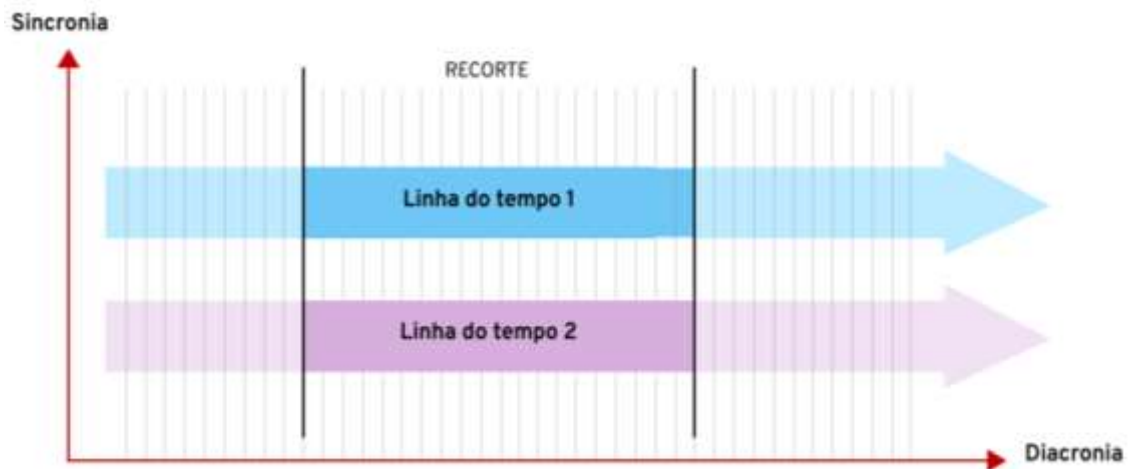 Sincronia
RECORTE
Linha do tempo 1
Linha do tempo 2
Diacronia